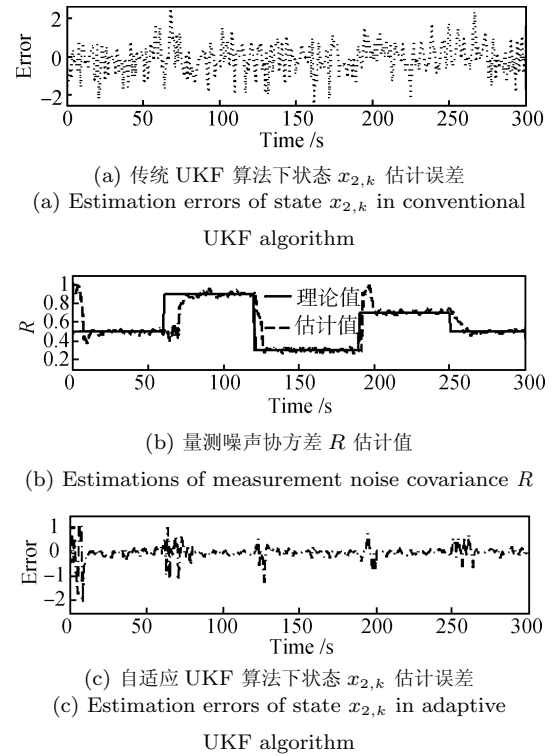 2
0
−2
Error
0 50 100 150 200 250 300
Time /s
(a) 传统 UKF 算法下状态 x2,k 估计误差
(a) Estimation errors of state x2,k in conventional
UKF algorithm
1
0.8
0.6
0.4
0.2
R
理论值
估计值
0 50 100 150 200 250 300
Time /s
(b) 量测噪声协方差 R 估计值
(b) Estimations of measurement noise covariance R
1
0
−1
−2
Error
0 50 100 150 200 250 300
Time /s
(c) 自适应 UKF 算法下状态 x2,k 估计误差
(c) Estimation errors of state x2,k in adaptive
UKF algorithm